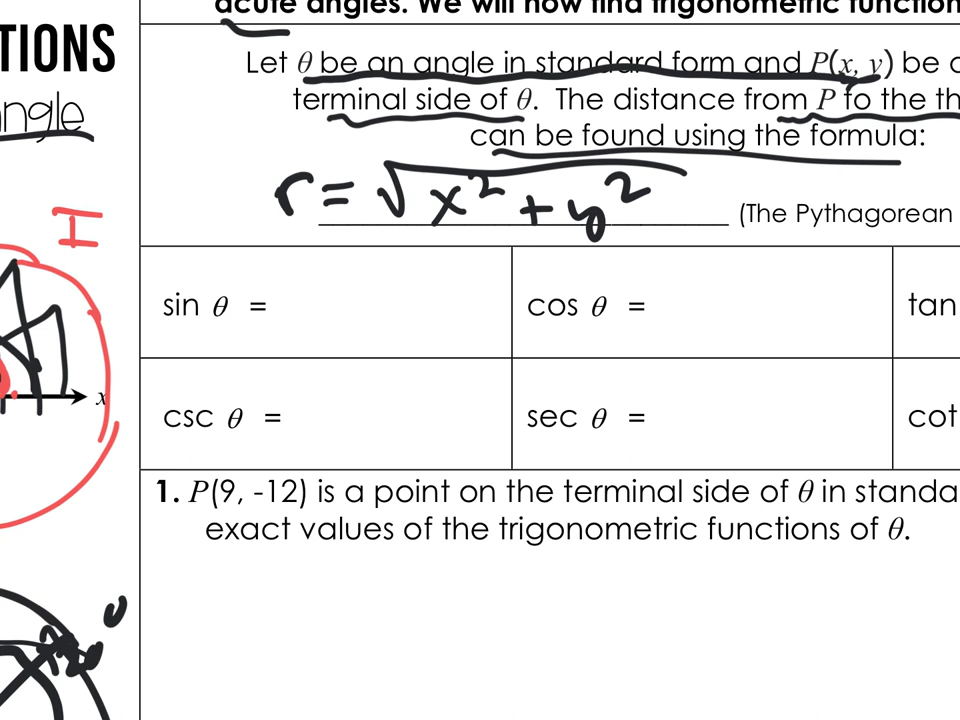 acute angles. We will now find trigonometric function
TIONS
Let θ be an angle in standard form and P(x, y) be
angle
terminal side of θ. The distance from P to the th
can be found using the formula:
r = √x² + y²
(The Pythagorean
I
sin θ =
cos θ =
tan
x
csc θ =
sec θ =
cot
1. P(9, -12) is a point on the terminal side of θ in standa
exact values of the trigonometric functions of θ.